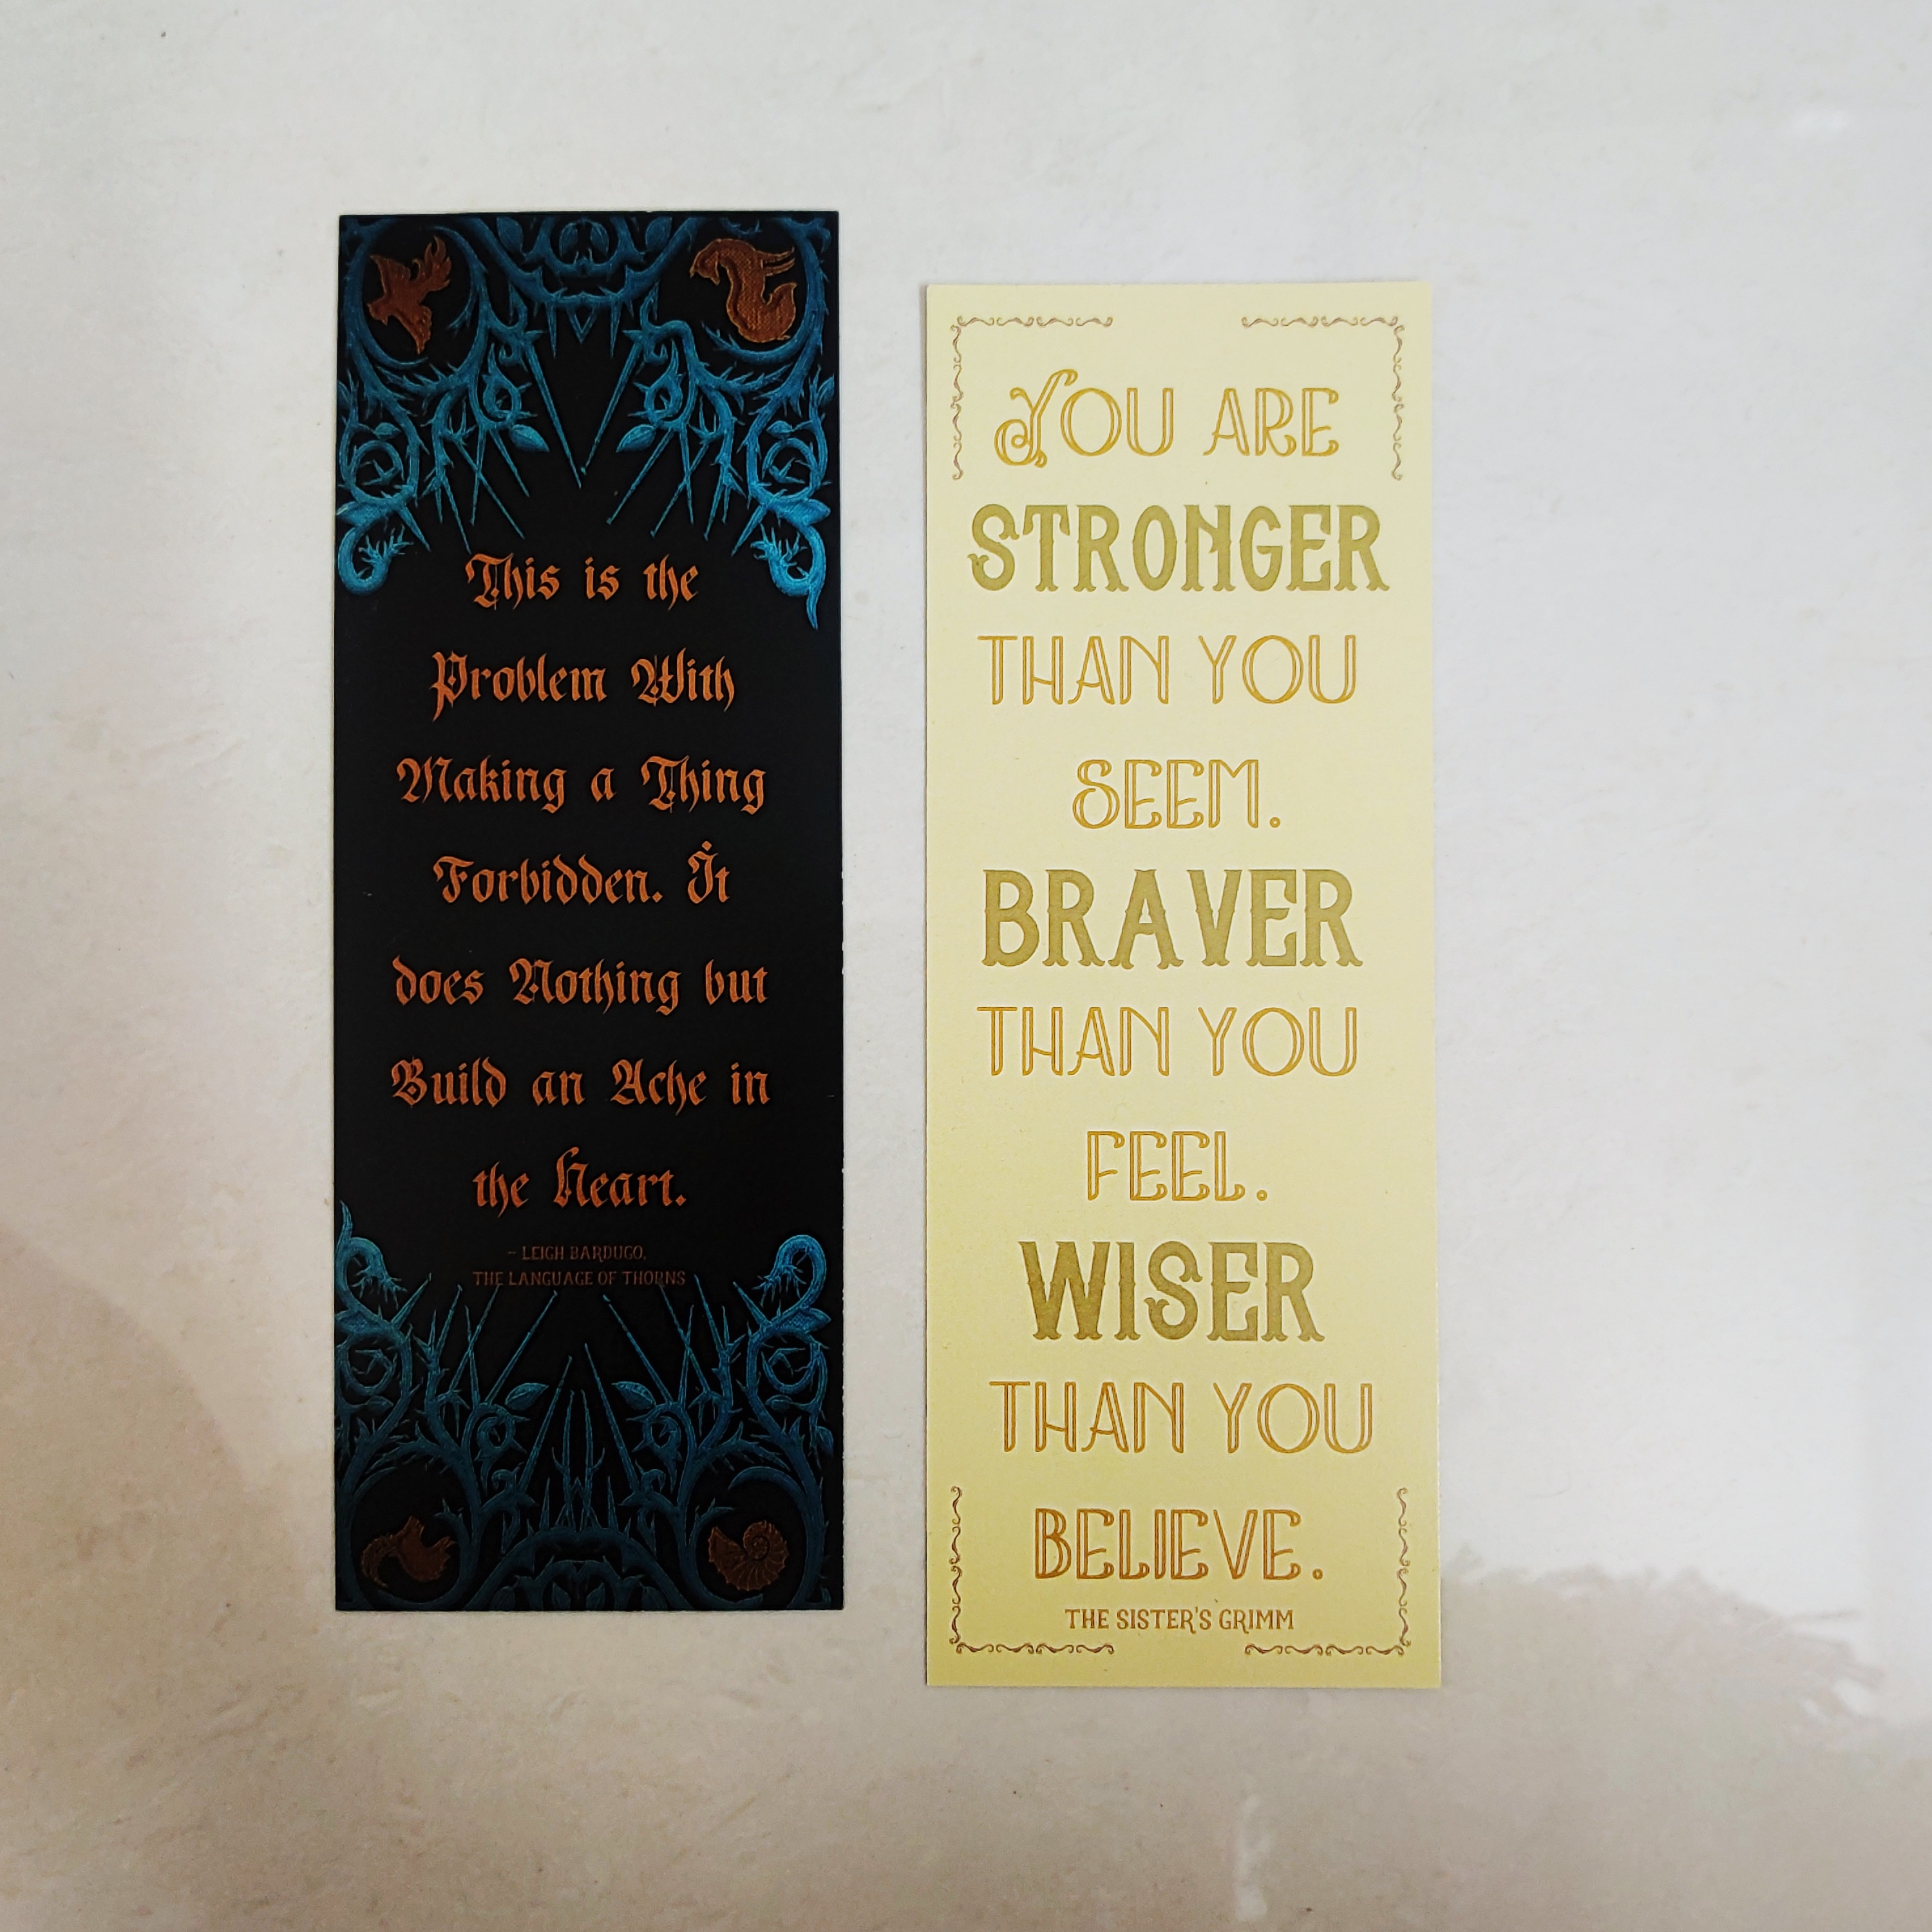 This is the
Problem With
Making a Thing
Forbidden. It
does Nothing but
Build an Ache in
the Heart.
- LEIGH BARDUGO,
THE LANGUAGE OF THORNS
YOU ARE
STRONGER
THAN YOU
SEEM.
BRAVER
THAN YOU
FEEL.
WISER
THAN YOU
BELIEVE.
THE SISTER'S GRIMM